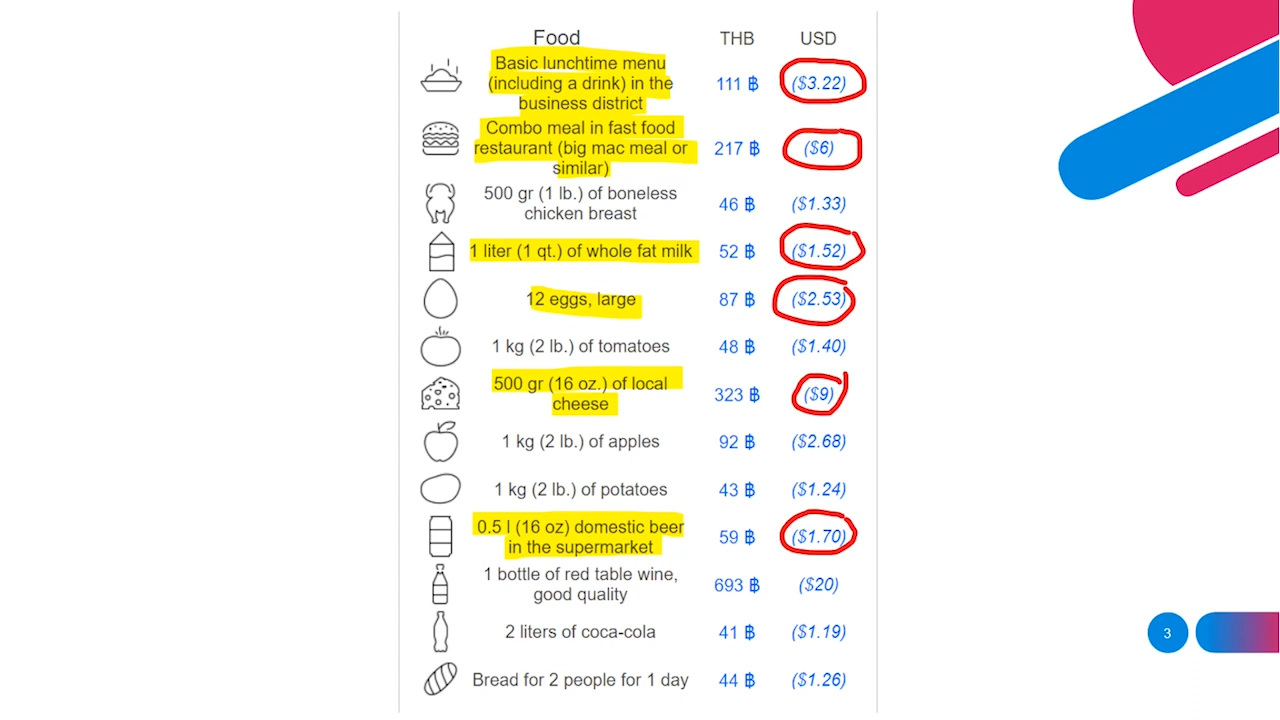 Food THB USD
Basic lunchtime menu
(including a drink) in the
business district
111 ฿ ($3.22)
Combo meal in fast food
restaurant (big mac meal or
similar)
217 ฿ ($6)
500 gr (1 lb.) of boneless
chicken breast
46 ฿ ($1.33)
1 liter (1 qt.) of whole fat milk 52 ฿ ($1.52)
12 eggs, large 87 ฿ ($2.53)
1 kg (2 lb.) of tomatoes 48 ฿ ($1.40)
500 gr (16 oz.) of local
cheese
323 ฿ ($9)
1 kg (2 lb.) of apples 92 ฿ ($2.68)
1 kg (2 lb.) of potatoes 43 ฿ ($1.24)
0.5 l (16 oz) domestic beer
in the supermarket
59 ฿ ($1.70)
1 bottle of red table wine,
good quality
693 ฿ ($20)
2 liters of coca-cola 41 ฿ ($1.19)
Bread for 2 people for 1 day 44 ฿ ($1.26)
3